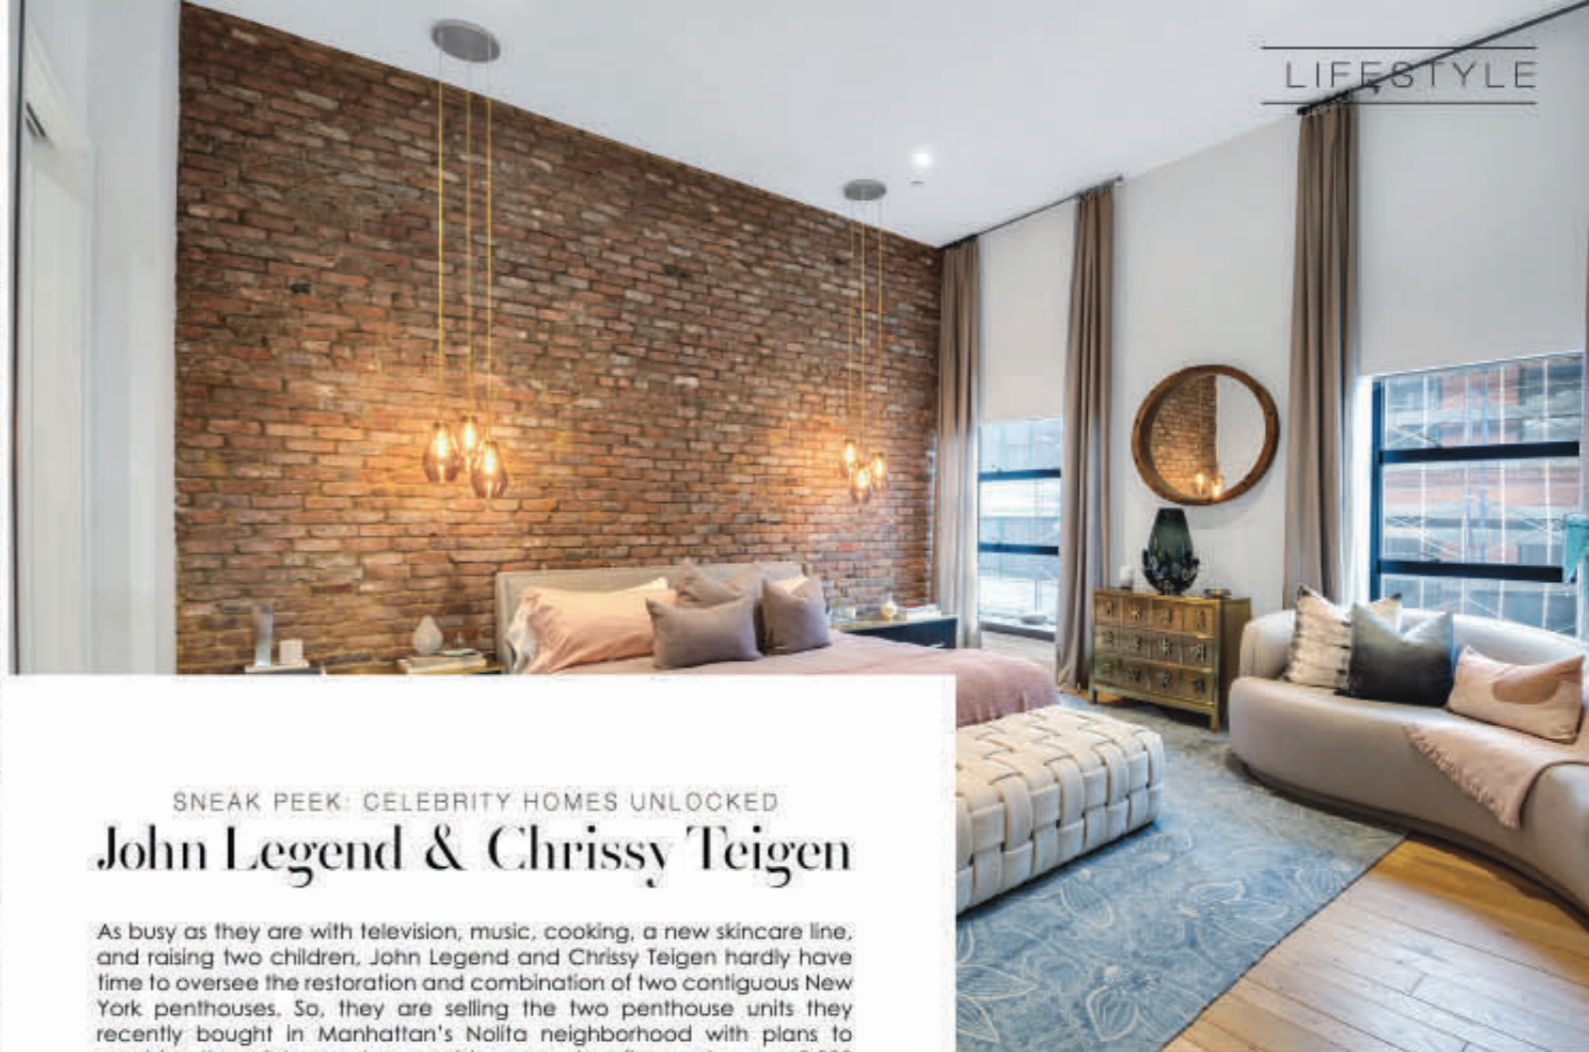 LIFESTYLE
SNEAK PEEK: CELEBRITY HOMES UNLOCKED
John Legend & Chrissy Teigen
As busy as they are with television, music, cooking, a new skincare line,
and raising two children, John Legend and Chrissy Teigen hardly have
time to oversee the restoration and combination of two contiguous New
York penthouses. So, they are selling the two penthouse units they
recently bought in Manhattan's Nolita neighborhood with plans to